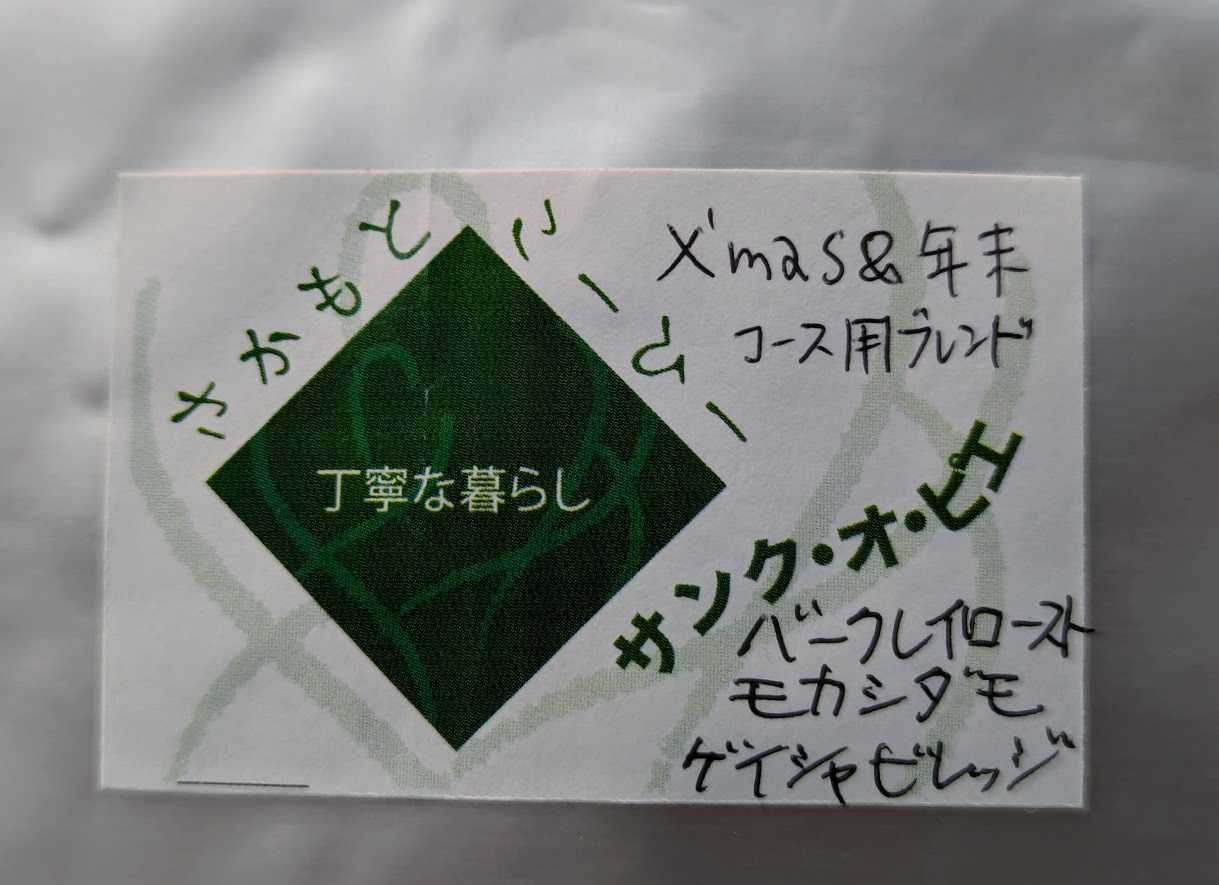 さかもとこーひー
X'mas&年末
コース用ブレンド
丁寧な暮らし
サンク・オ・ピエ
バークレイロースト
モカシダモ
ゲイシャビレッジ